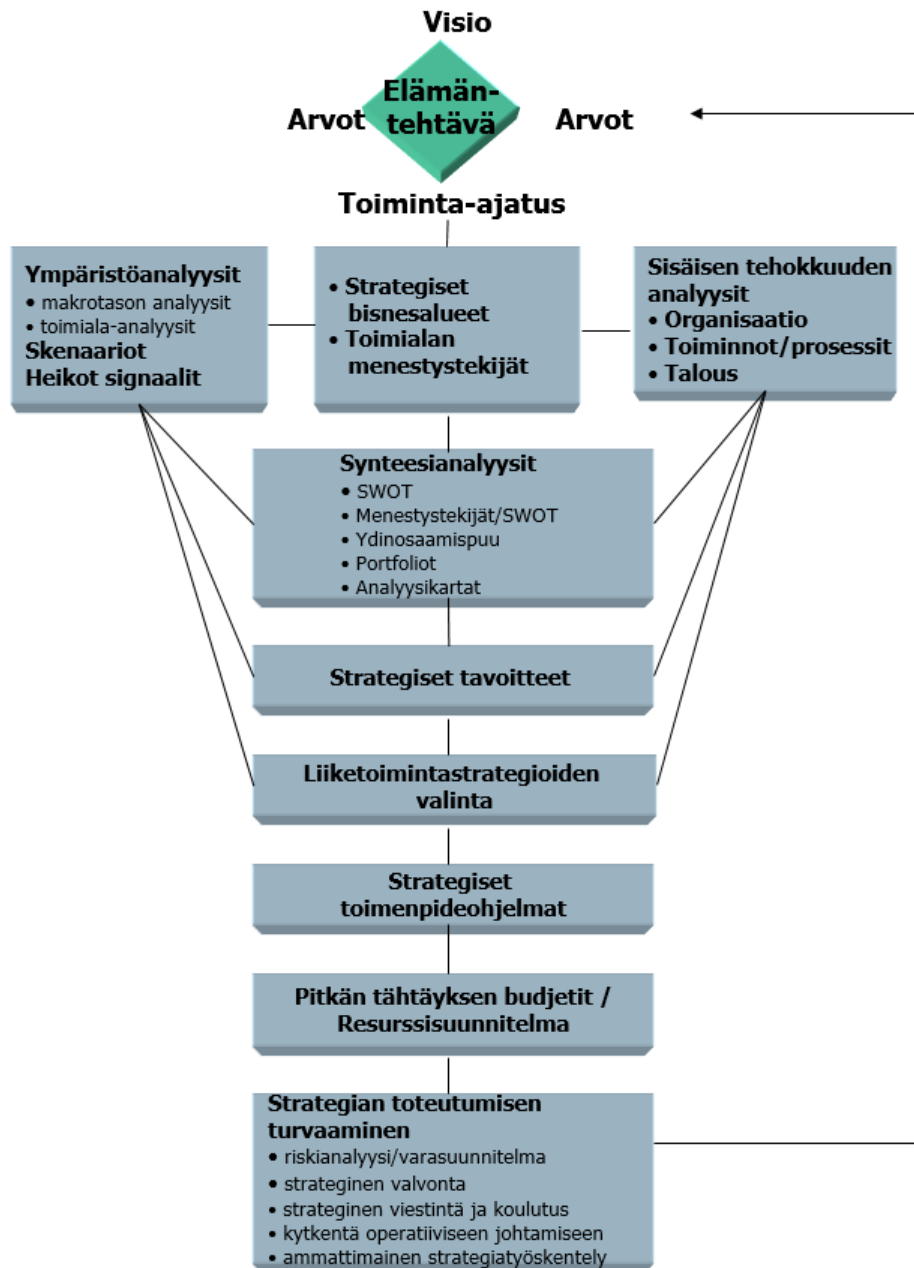 Visio
Elämän-
tehtävä
Arvot
Arvot
Toiminta-ajatus
Ympäristöanalyysit
• makrotason analyysit
• toimiala-analyysit
Skenaariot
Heikot signaalit
• Strategiset
bisnesalueet
• Toimialan
menestystekijät
Sisäisen tehokkuuden
analyysit
• Organisaatio
• Toiminnot/prosessit
• Talous
Synteesianalyysit
• SWOT
• Menestystekijät/SWOT
• Ydinosaamispuu
• Portfoliot
• Analyysikartat
Strategiset tavoitteet
Liiketoimintastrategioiden
valinta
Strategiset
toimenpideohjelmat
Pitkän tähtäyksen budjetit /
Resurssisuunnitelma
Strategian toteutumisen
turvaaminen
• riskianalyysi/varasuunnitelma
• strateginen valvonta
• strateginen viestintä ja koulutus
• kytkentä operatiiviseen johtamiseen
• ammattimainen strategiatyöskentely